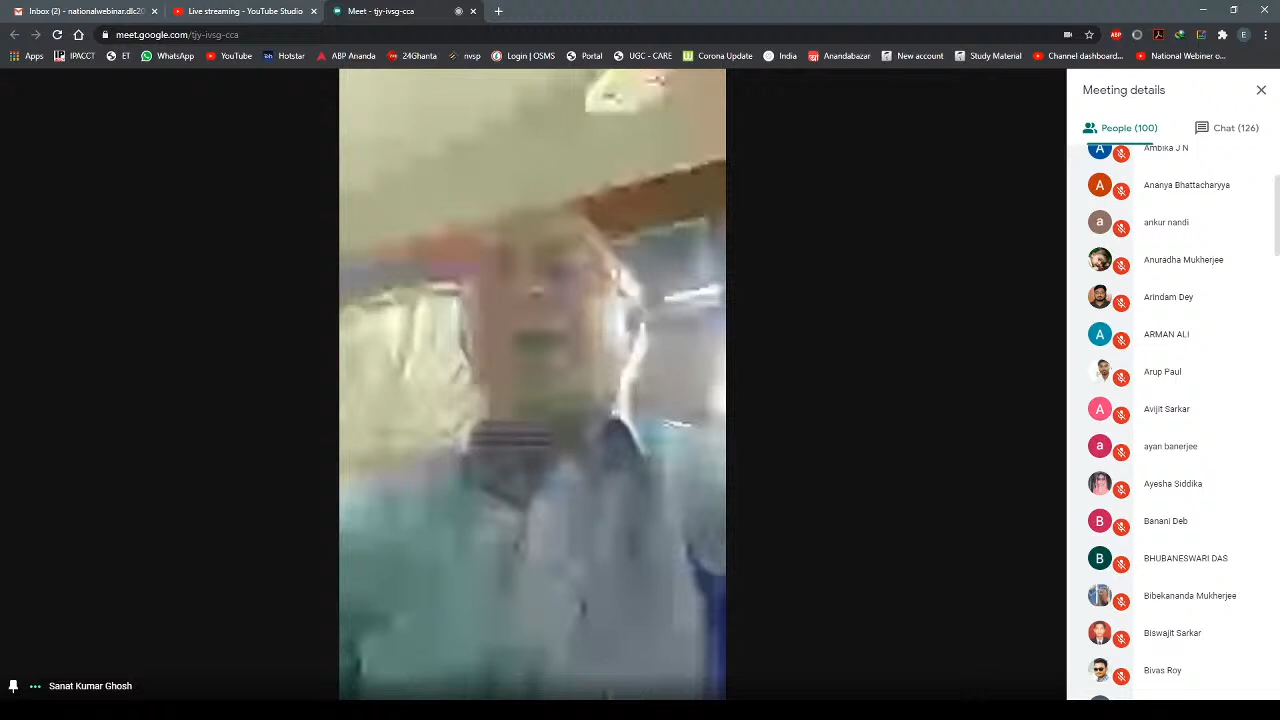 Inbox (2) - nationalwebinar.dlc20
Live streaming - YouTube Studio
Meet - tjy-ivsg-cca
meet.google.com/tjy-ivsg-cca
ABP
E
Apps
IPACCT
ET
WhatsApp
YouTube
Hotstar
ABP Ananda
24Ghanta
nvsp
Login | OSMS
Portal
UGC - CARE
Corona Update
India
Anandabazar
New account
Study Material
Channel dashboard...
National Webiner o...
Meeting details
People (100)
Chat (126)
A Ambika J N
A Ananya Bhattacharyya
a ankur nandi
Anuradha Mukherjee
Arindam Dey
A ARMAN ALI
Arup Paul
A Avijit Sarkar
a ayan banerjee
Ayesha Siddika
B Banani Deb
B BHUBANESWARI DAS
Bibekananda Mukherjee
Biswajit Sarkar
Bivas Roy
Sanat Kumar Ghosh